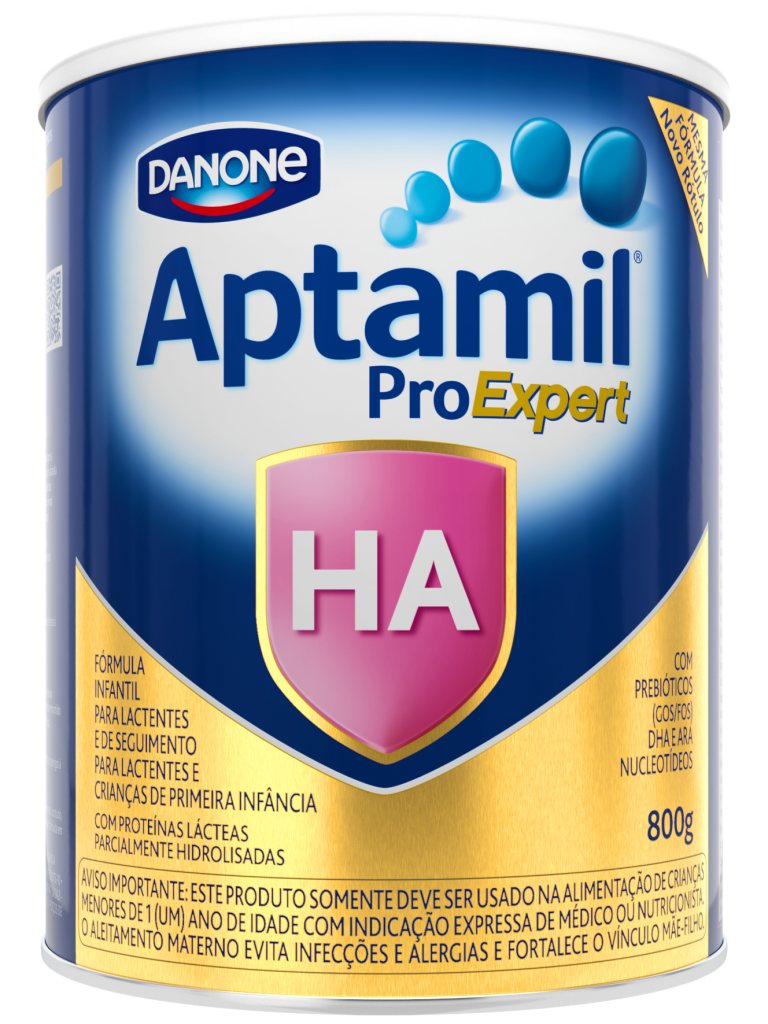 DANONE
MESMA
FÓRMULA
Novo Rótulo
Aptamil®
ProExpert
HA
FÓRMULA
INFANTIL
PARA LACTENTES
E DE SEGUIMENTO
PARA LACTENTES E
CRIANÇAS DE PRIMEIRA INFÂNCIA
COM PROTEÍNAS LÁCTEAS
PARCIALMENTE HIDROLISADAS
COM
PREBIÓTICOS
(GOS/FOS)
DHA E ARA
NUCLEOTÍDEOS
800g
AVISO IMPORTANTE: ESTE PRODUTO SOMENTE DEVE SER USADO NA ALIMENTAÇÃO DE CRIANÇAS
MENORES DE 1 (UM) ANO DE IDADE COM INDICAÇÃO EXPRESSA DE MÉDICO OU NUTRICIONISTA.
O ALEITAMENTO MATERNO EVITA INFECÇÕES E ALERGIAS E FORTALECE O VÍNCULO MÃE-FILHO.